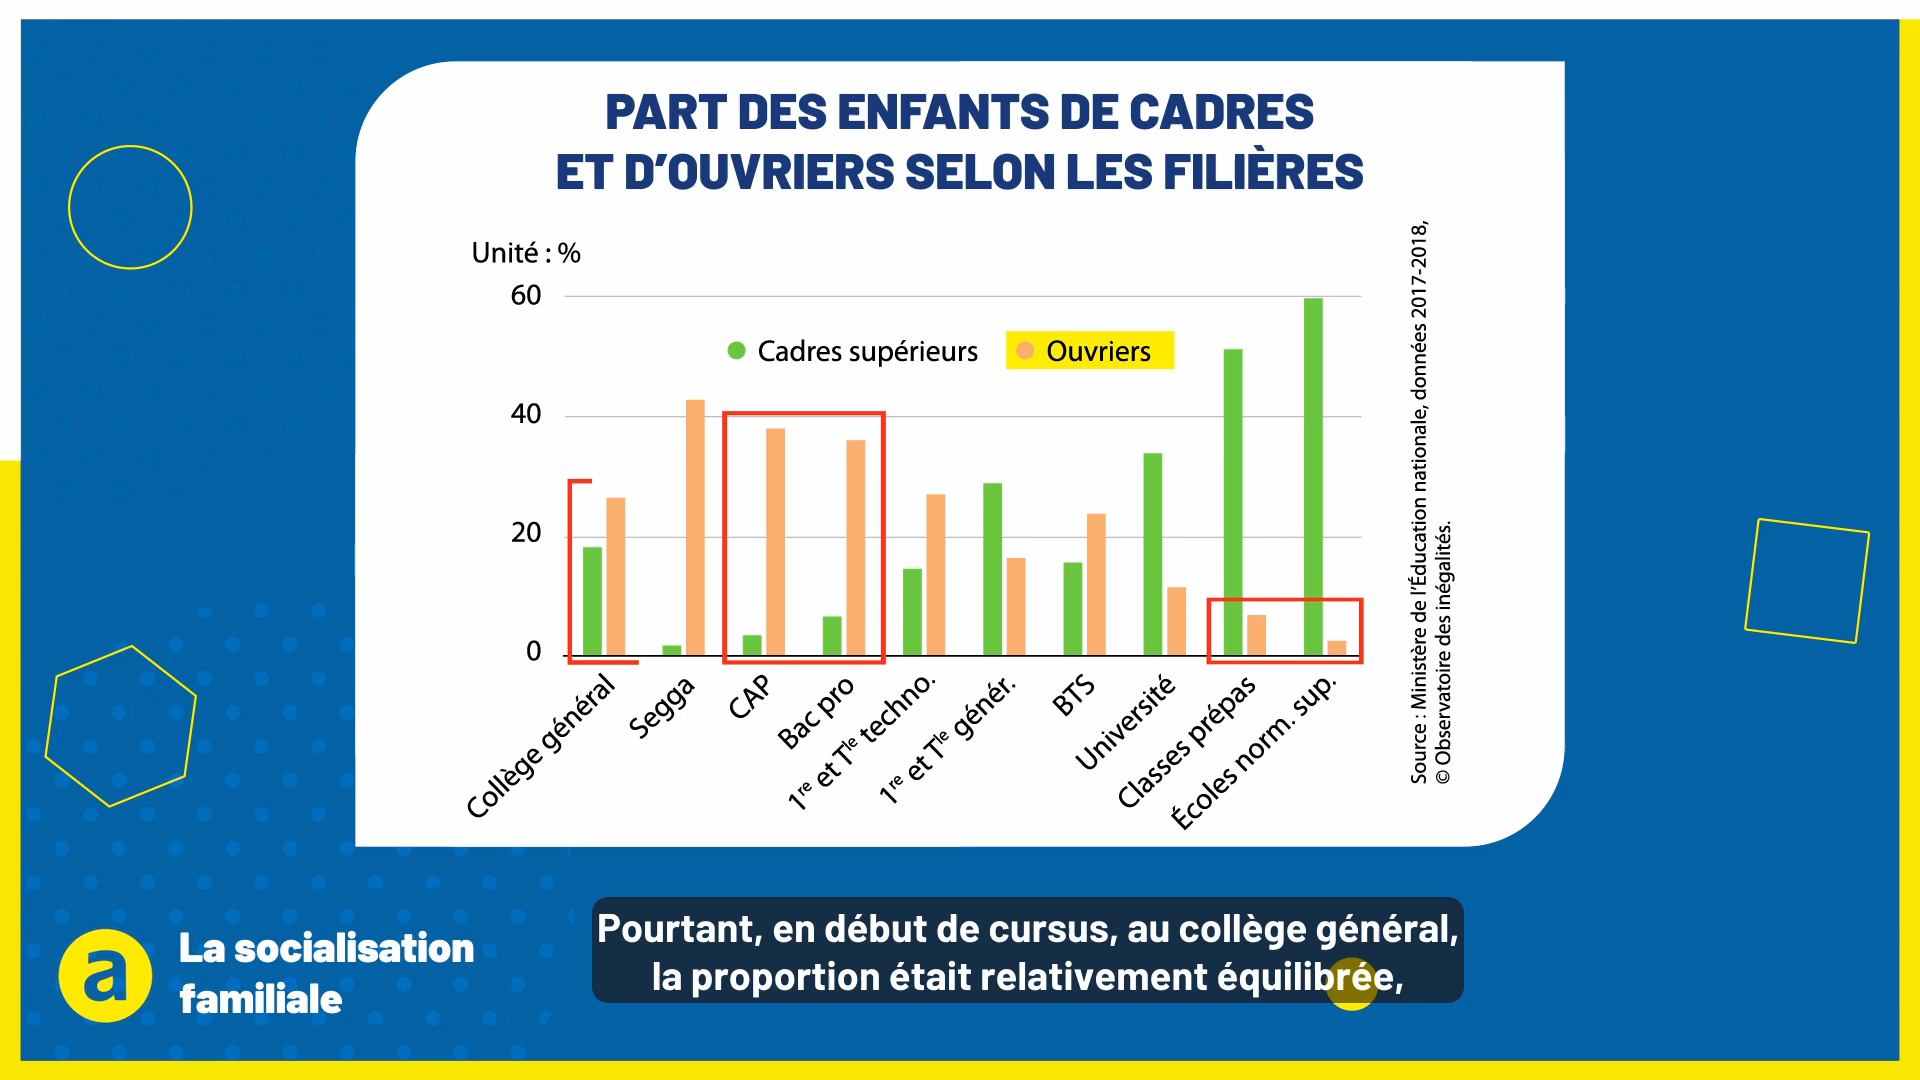 PART DES ENFANTS DE CADRES
ET D’OUVRIERS SELON LES FILIÈRES
Unité : %
60
40
20
0
Cadres supérieurs
Ouvriers
Collège général
Segga
CAP
Bac pro
1re et Tle techno.
1re et Tle génér.
BTS
Université
Classes prépas
Écoles norm. sup.
Source : Ministère de l’Éducation nationale, données 2017-2018,
© Observatoire des inégalités.
a
La socialisation
familiale
Pourtant, en début de cursus, au collège général,
la proportion était relativement équilibrée,